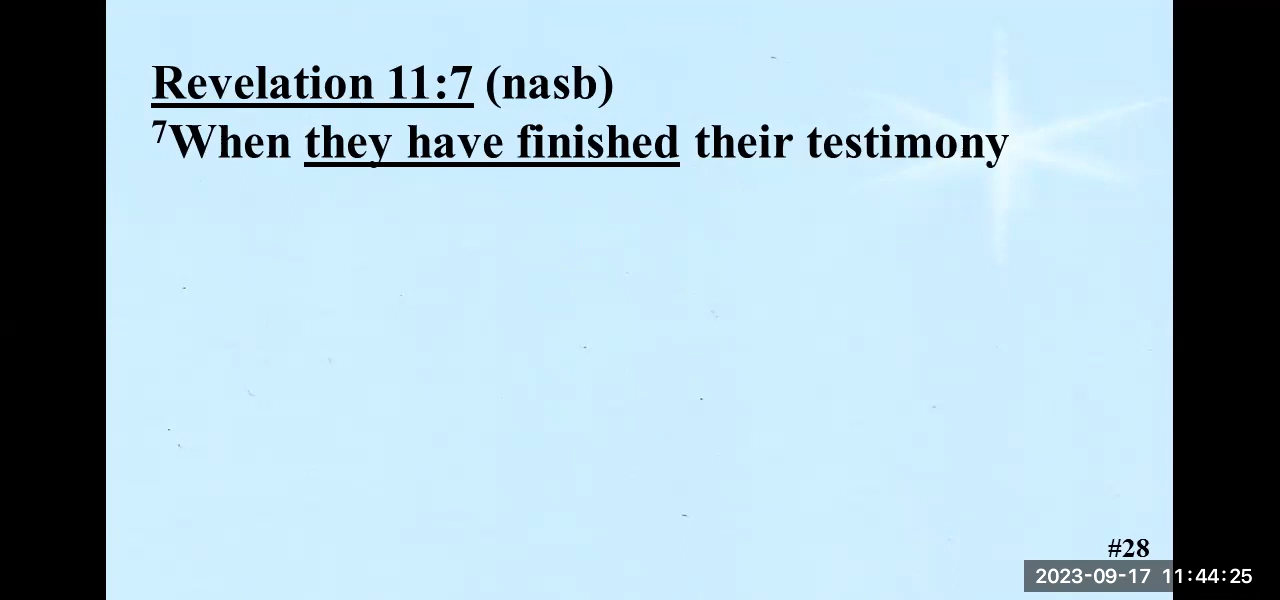 Revelation 11:7 (nasb)
⁷When they have finished their testimony
#28
2023-09-17 11:44:25